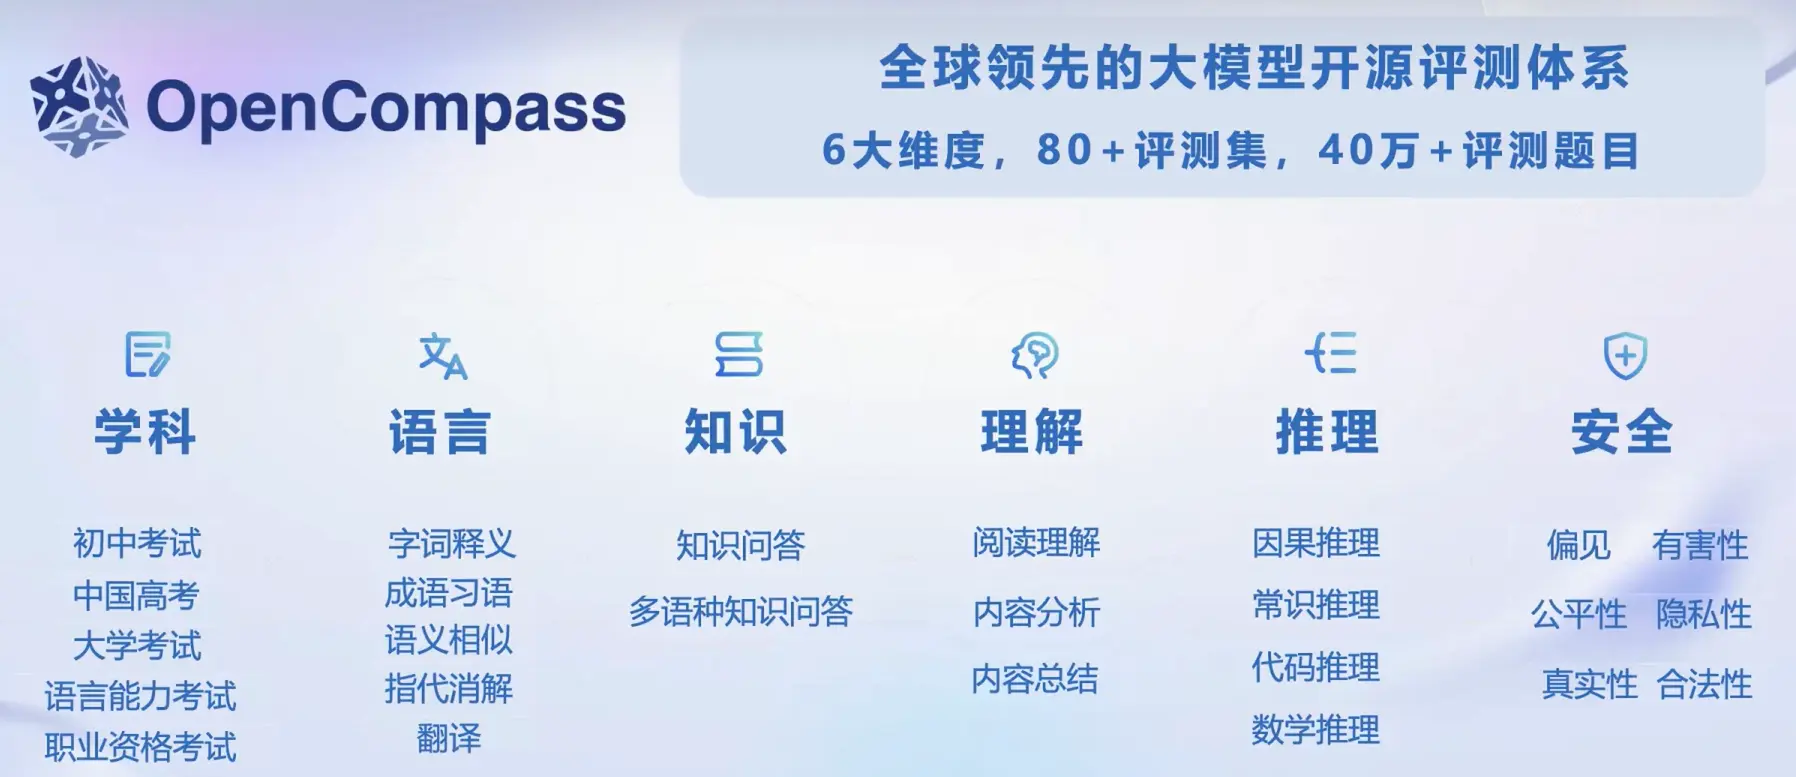 OpenCompass
全球领先的大模型开源评测体系
6大维度，80+评测集，40万+评测题目
学科
初中考试
中国高考
大学考试
语言能力考试
职业资格考试
语言
字词释义
成语习语
语义相似
指代消解
翻译
知识
知识问答
多语种知识问答
理解
阅读理解
内容分析
内容总结
推理
因果推理
常识推理
代码推理
数学推理
安全
偏见 有害性
公平性 隐私性
真实性 合法性